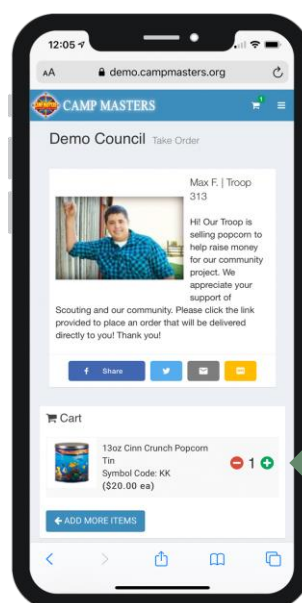 12:05
AA demo.campmasters.org
CAMP MASTERS
Demo Council Take Order
Max F. | Troop
313
Hi! Our Troop is
selling popcorn to
help raise money
for our community
project. We
appreciate your
support of
Scouting and our community. Please click the link
provided to place an order that will be delivered
directly to you! Thank you!
f Share
Cart
13oz Cinn Crunch Popcorn
Tin
Symbol Code: KK
($20.00 ea)
1
ADD MORE ITEMS